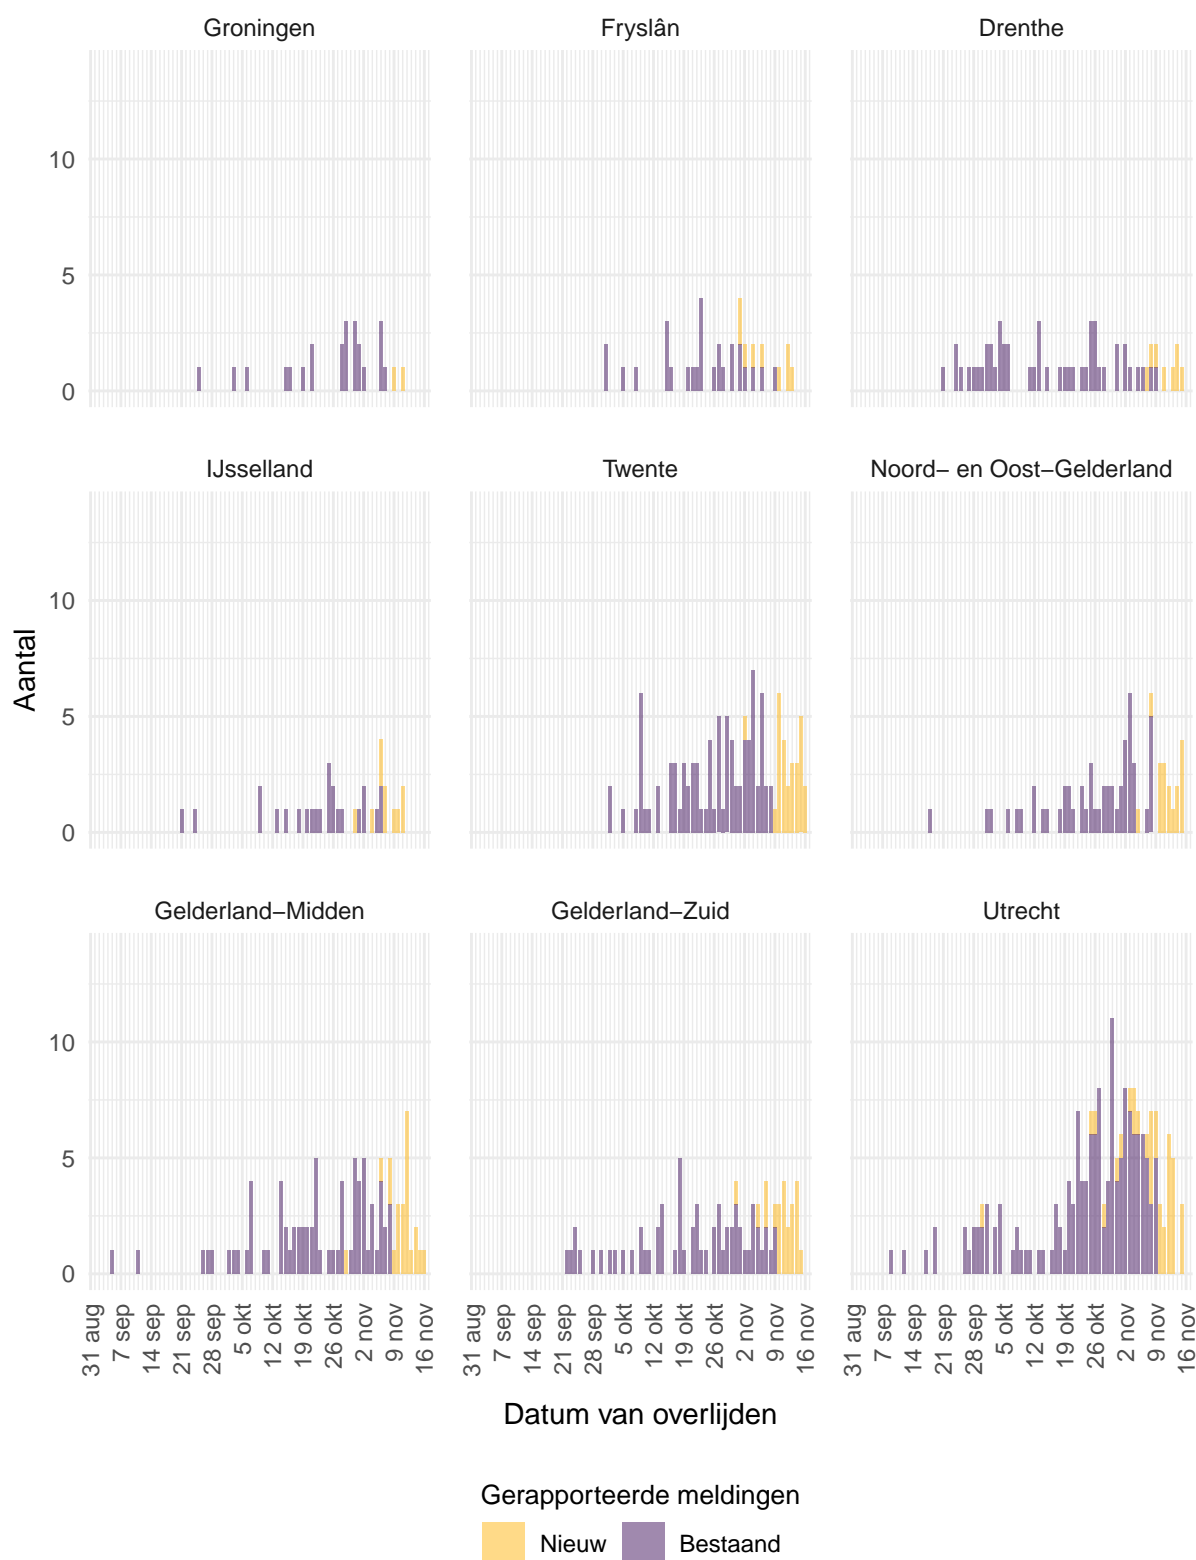 Groningen Fryslân Drenthe
10
5
0
IJsselland Twente Noord− en Oost−Gelderland
10
5
0
Aantal
Gelderland−Midden Gelderland−Zuid Utrecht
10
5
0
31 aug 7 sep 14 sep 21 sep 28 sep 5 okt 12 okt 19 okt 26 okt 2 nov 9 nov 16 nov 31 aug 7 sep 14 sep 21 sep 28 sep 5 okt 12 okt 19 okt 26 okt 2 nov 9 nov 16 nov 31 aug 7 sep 14 sep 21 sep 28 sep 5 okt 12 okt 19 okt 26 okt 2 nov 9 nov 16 nov
Datum van overlijden
Gerapporteerde meldingen
Nieuw Bestaand